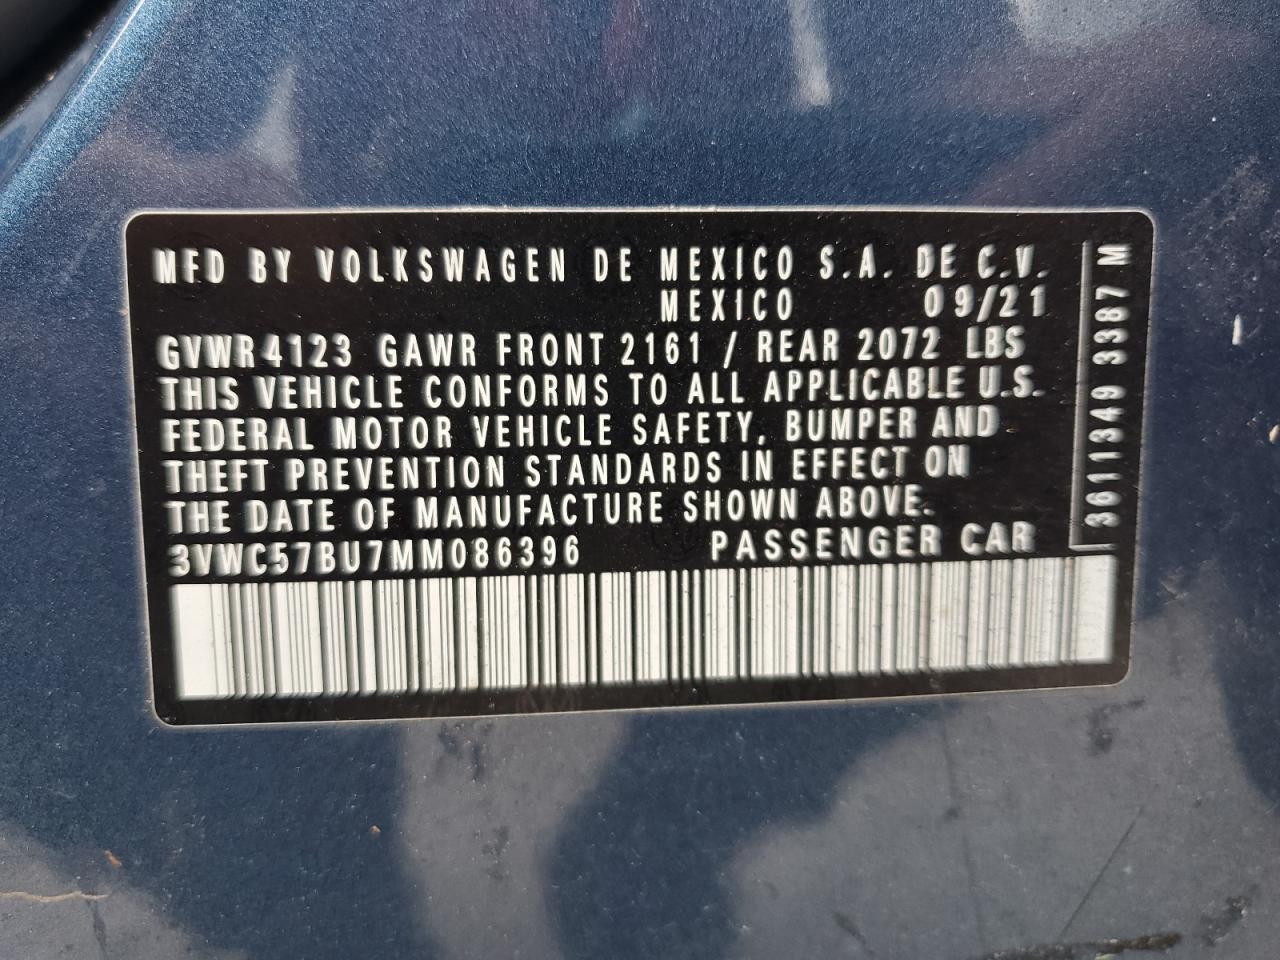 MFD BY VOLKSWAGEN DE MEXICO S.A. DE C.V.
MEXICO 09/21
GVWR 4123 GAWR FRONT 2161 / REAR 2072 LBS
THIS VEHICLE CONFORMS TO ALL APPLICABLE U.S.
FEDERAL MOTOR VEHICLE SAFETY, BUMPER AND
THEFT PREVENTION STANDARDS IN EFFECT ON
THE DATE OF MANUFACTURE SHOWN ABOVE.
3VWC57BU7MM086396 PASSENGER CAR
3611349 3387 M